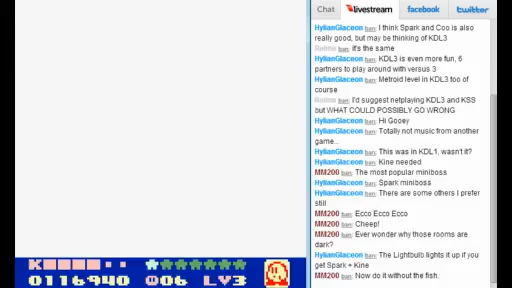 Chat livestream facebook twitter
HylianGlaceon ban: I think Spark and Coo is also
really good, but may be thinking of KDL3
ban: it's the same
HylianGlaceon ban: KDL3 is even more fun, 6
partners to play around with versus 3
HylianGlaceon ban: Metroid level in KDL3 too of
course
ban: I'd suggest netplaying KDL3 and KSS
but WHAT COULD POSSIBLY GO WRONG
HylianGlaceon ban: Hi Gooey
HylianGlaceon ban: Totally not music from another
game...
HylianGlaceon ban: This was in KDL1, wasn't it?
HylianGlaceon ban: Kine needed
MM200 ban: The most popular miniboss
HylianGlaceon ban: Spark miniboss
HylianGlaceon ban: There are some others I prefer
still
MM200 ban: Ecco Ecco Ecco
MM200 ban: Cheep!
MM200 ban: Ever wonder why those rooms are
dark?
HylianGlaceon ban: The Lightbulb lights it up if you
get Spark + Kine
MM200 ban: Now do it without the fish.
K
0116940 06 LV3